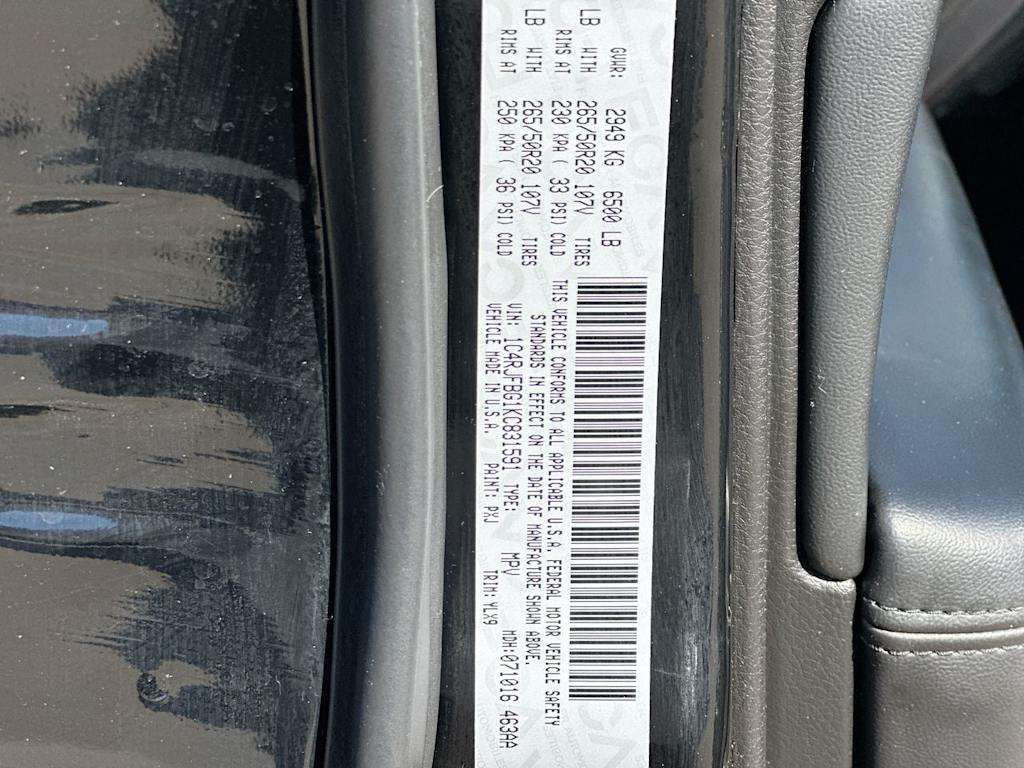 GVWR: 2949 KG 6500 LB
LB WITH 265/50R20 107V TIRES
RIMS AT 230 KPA ( 33 PSI) COLD
LB WITH 265/50R20 107V TIRES
RIMS AT 250 KPA ( 36 PSI) COLD
THIS VEHICLE CONFORMS TO ALL APPLICABLE U.S.A. FEDERAL MOTOR VEHICLE SAFETY
STANDARDS IN EFFECT ON THE DATE OF MANUFACTURE SHOWN ABOVE.
VIN: 1C4RJFBG1KC831591 TYPE: MPV MDH:071016 463AA
VEHICLE MADE IN U.S.A. PAINT: PXJ TRIM: YLX9